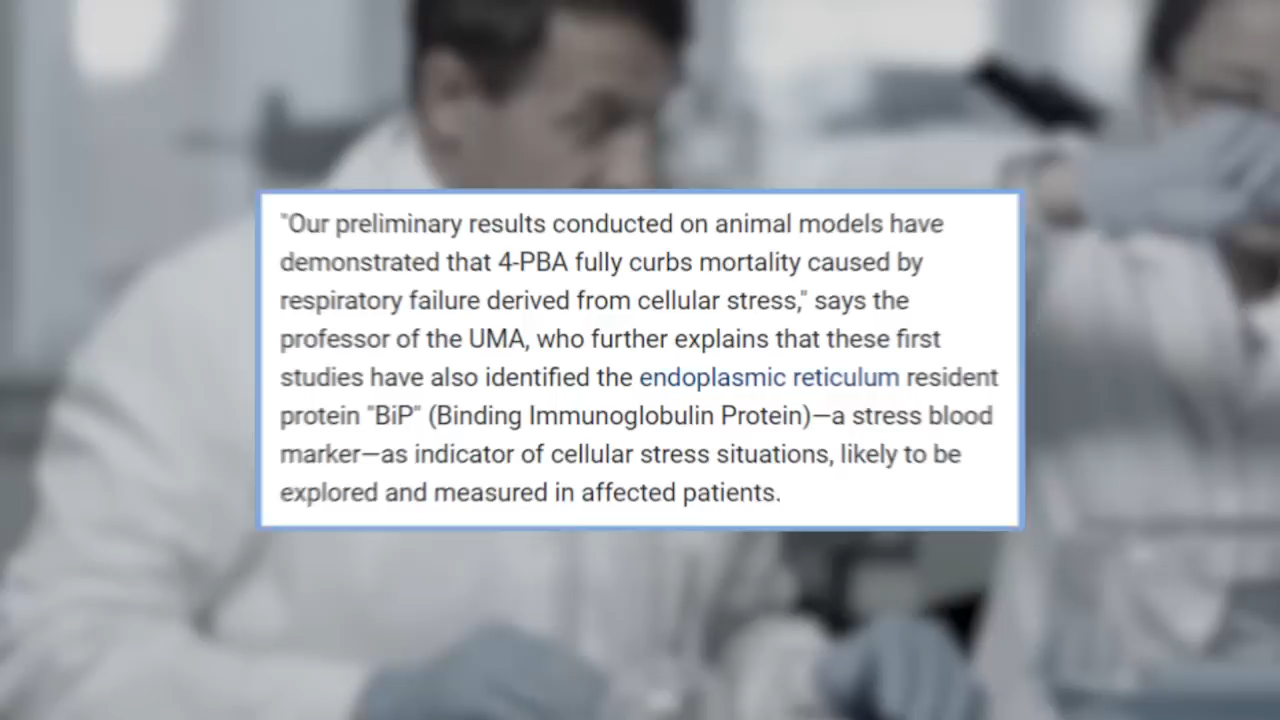 "Our preliminary results conducted on animal models have
demonstrated that 4-PBA fully curbs mortality caused by
respiratory failure derived from cellular stress," says the
professor of the UMA, who further explains that these first
studies have also identified the endoplasmic reticulum resident
protein "BiP" (Binding Immunoglobulin Protein)—a stress blood
marker—as indicator of cellular stress situations, likely to be
explored and measured in affected patients.